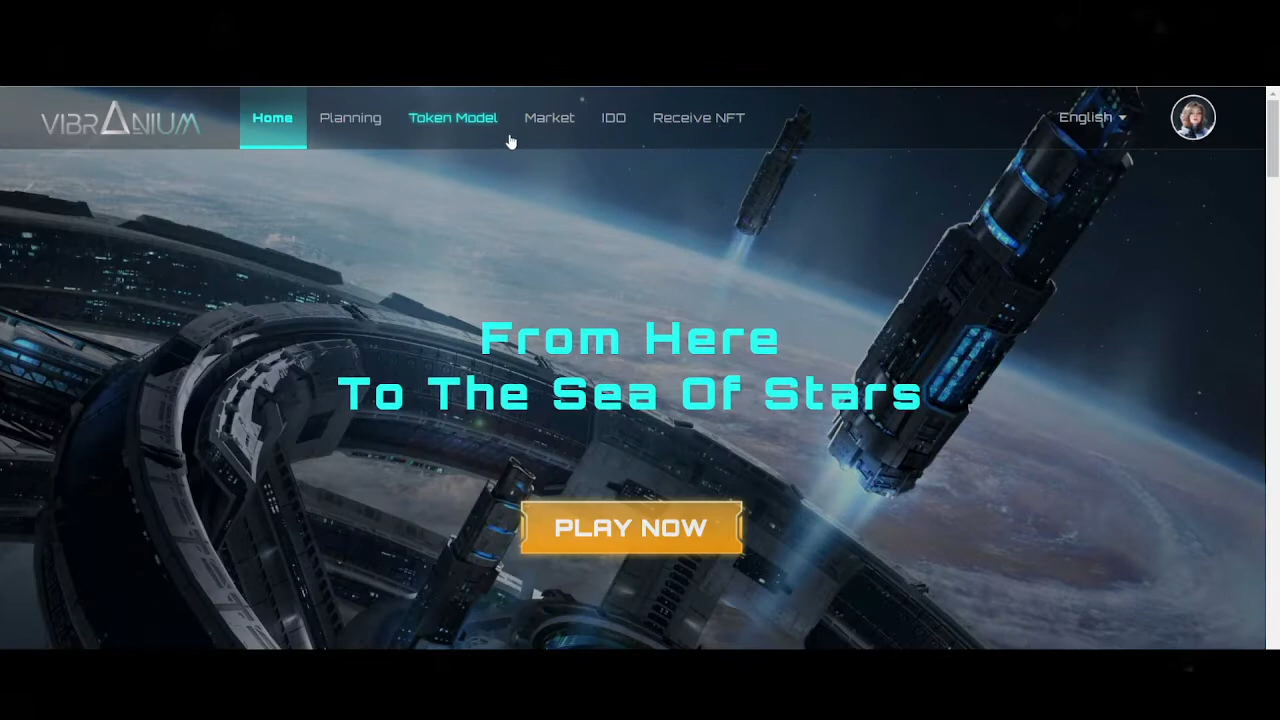 VIBRANIUM
Home
Planning
Token Model
Market
IDO
Receive NFT
English
From Here
To The Sea Of Stars
PLAY NOW